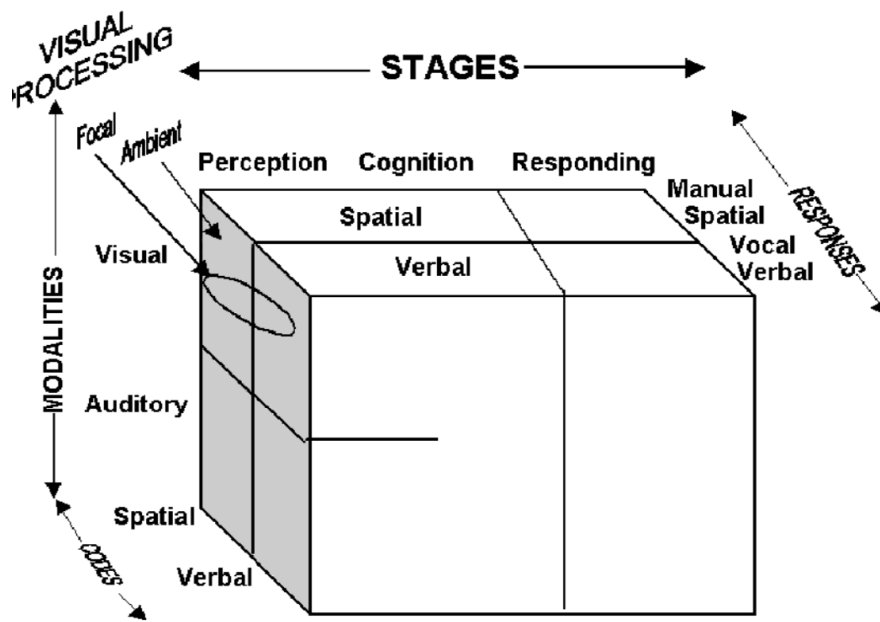 VISUAL
PROCESSING
STAGES
Focal
Ambient
Perception Cognition Responding
Manual
Spatial
Vocal
Verbal
RESPONSES
Spatial
Verbal
Visual
MODALITIES
Auditory
Spatial
Verbal
CODES